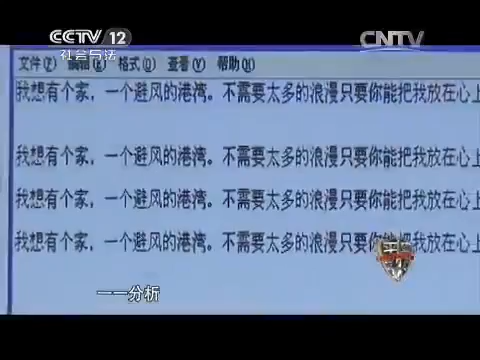 CCTV 12
社会与法
CNTV
文件(F) 编辑(E) 格式(O) 查看(V) 帮助(H)
我想有个家，一个避风的港湾。不需要太多的浪漫只要你能把我放在心上
我想有个家，一个避风的港湾。不需要太多的浪漫只要你能把我放在心上
我想有个家，一个避风的港湾。不需要太多的浪漫只要你能把我放在心上
我想有个家，一个避风的港湾。不需要太多的浪漫只要你能把我放在心上
一一分析